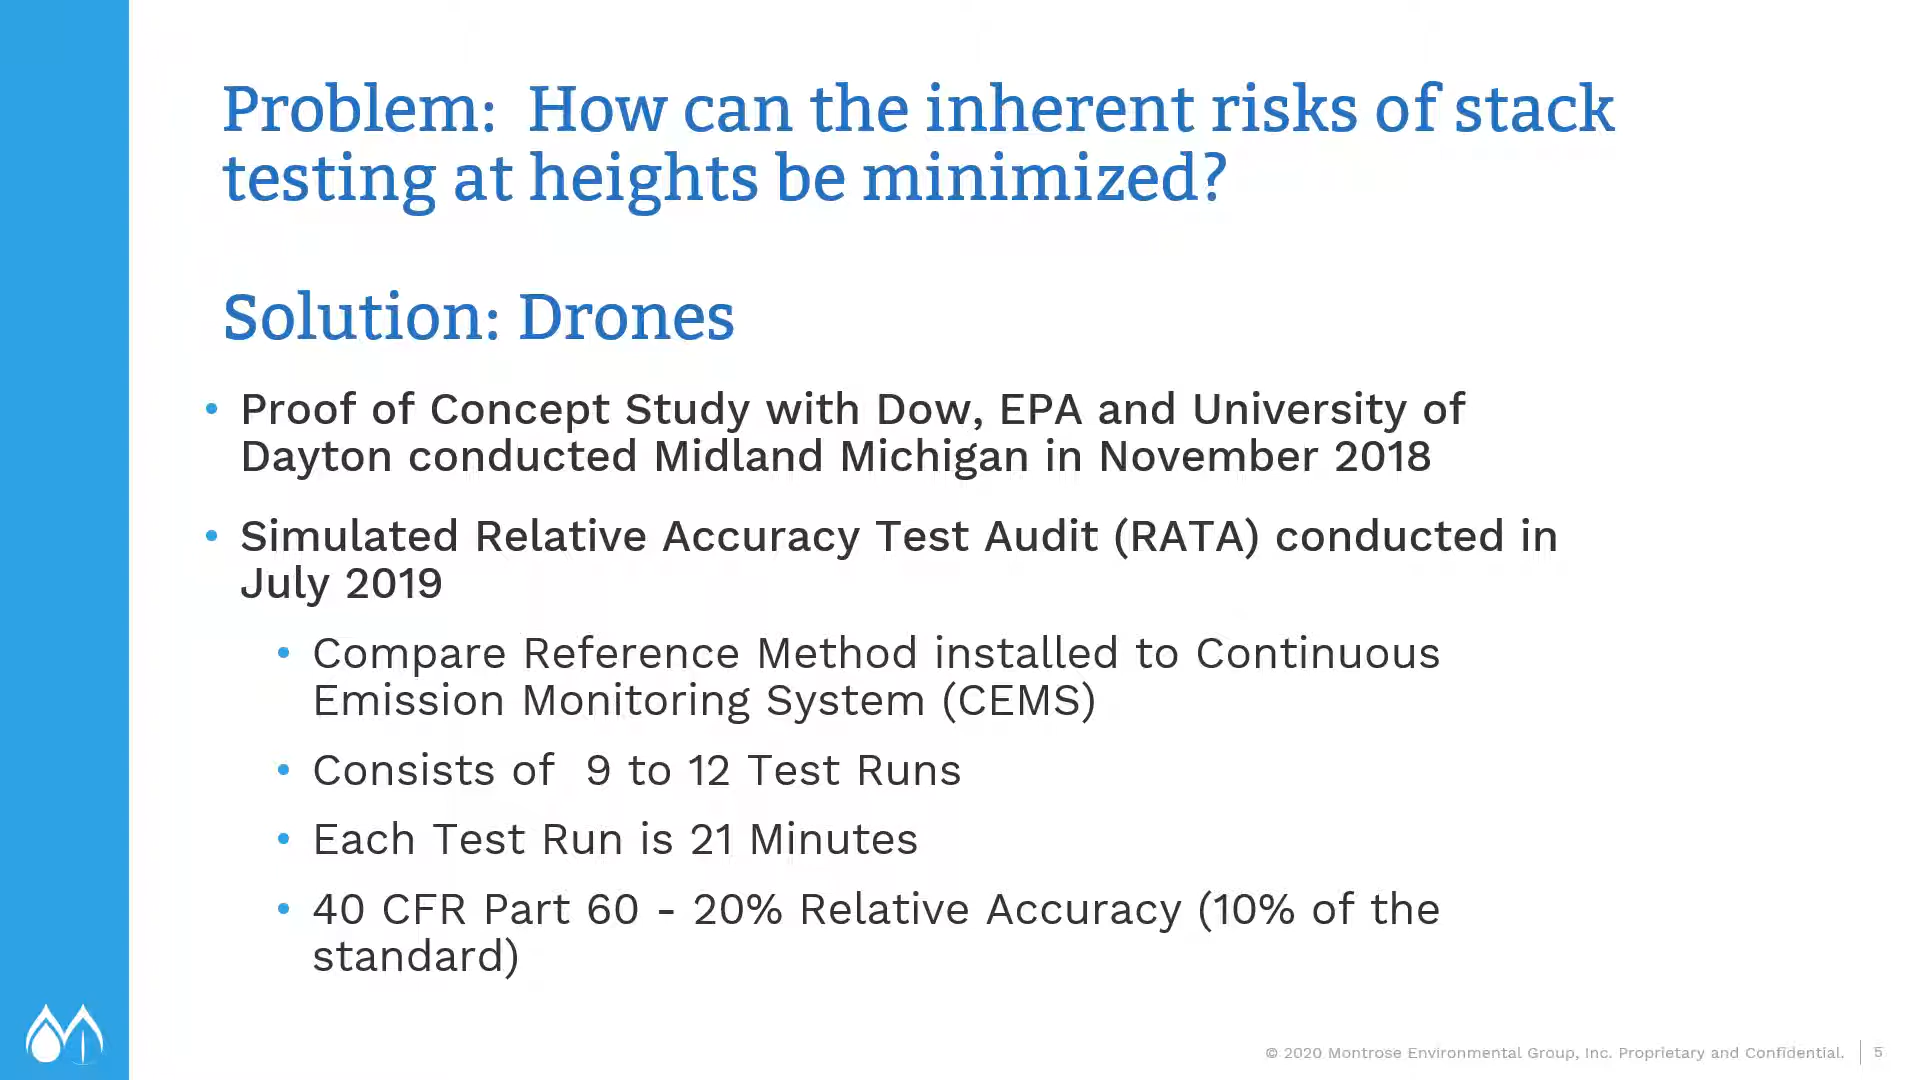 Problem: How can the inherent risks of stack
testing at heights be minimized?
Solution: Drones
• Proof of Concept Study with Dow, EPA and University of
Dayton conducted Midland Michigan in November 2018
• Simulated Relative Accuracy Test Audit (RATA) conducted in
July 2019
• Compare Reference Method installed to Continuous
Emission Monitoring System (CEMS)
• Consists of 9 to 12 Test Runs
• Each Test Run is 21 Minutes
• 40 CFR Part 60 - 20% Relative Accuracy (10% of the
standard)
© 2020 Montrose Environmental Group, Inc. Proprietary and Confidential. 5